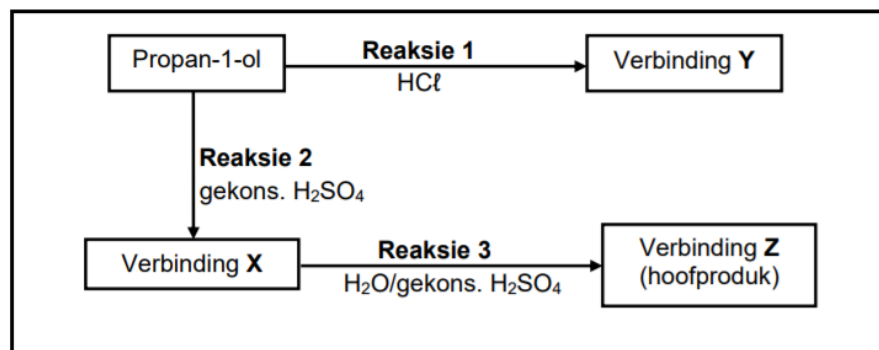 Propan-1-ol
Reaksie 1
HCℓ
Verbinding Y
Reaksie 2
gekons. H₂SO₄
Verbinding X
Reaksie 3
H₂O/gekons. H₂SO₄
Verbinding Z
(hoofproduk)